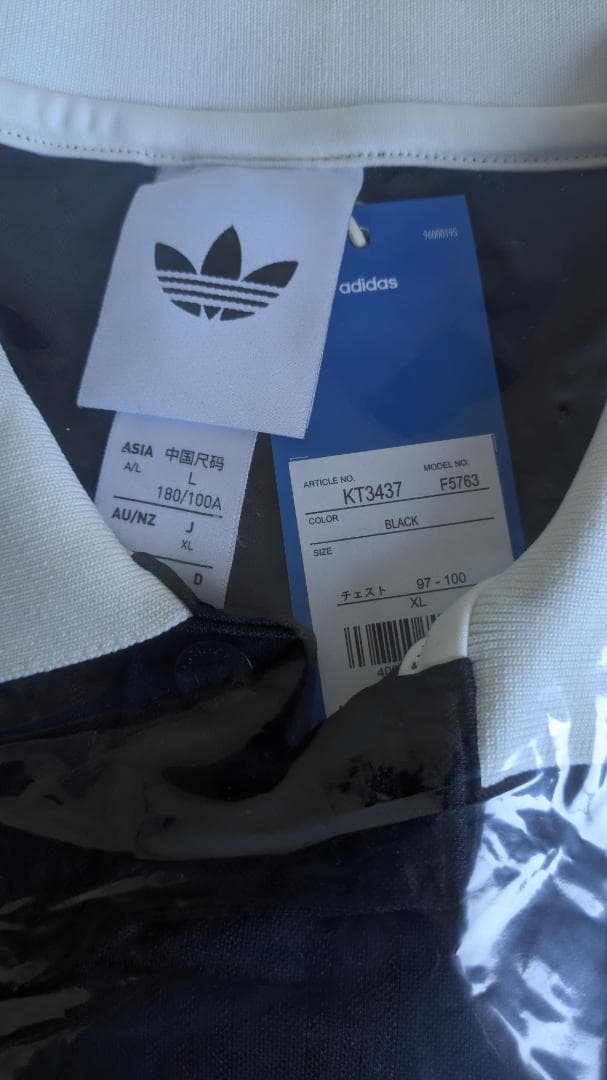 96000195
adidas
ASIA 中国尺码
A/L L
180/100A
AU/NZ J
XL
D
ARTICLE NO. MODEL NO.
KT3437 F5763
COLOR
BLACK
SIZE
チェスト 97 - 100
XL